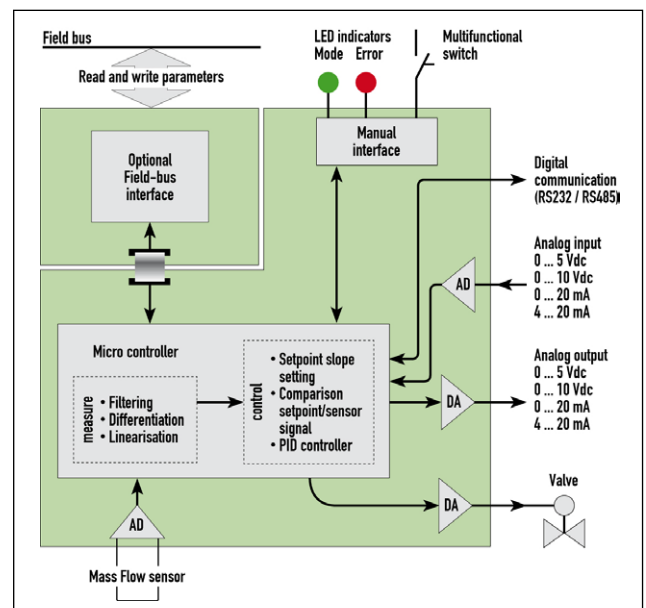 Field bus
Read and write parameters
LED indicators
Mode Error
Multifunctional
switch
Optional
Field-bus
interface
Manual
interface
Digital
communication
(RS232 / RS485)
Analog input
0 ... 5 Vdc
0 ... 10 Vdc
0 ... 20 mA
4 ... 20 mA
AD
Micro controller
measure
• Filtering
• Differentiation
• Linearisation
control
• Setpoint slope
setting
• Comparison
setpoint/sensor
signal
• PID controller
Analog output
0 ... 5 Vdc
0 ... 10 Vdc
0 ... 20 mA
4 ... 20 mA
DA
DA
Valve
AD
Mass Flow sensor